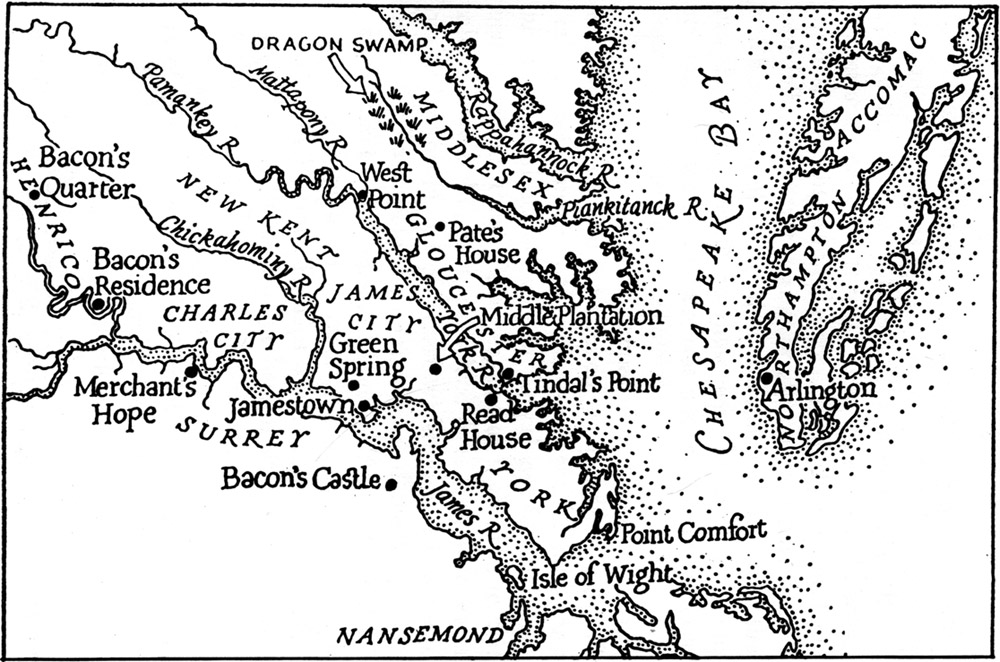 DRAGON SWAMP
Pamankey R.
Mattapony R.
MIDDLESEX
Rappahannock R.
CHESAPEAKE BAY
ACCOMAC
HENRICO
Bacon's
Quarter
NEW KENT
West
Point
Piankitanck R.
GLOUCESTER
Pate's
House
NORTHAMPTON
Chickahominy R.
Bacon's
Residence
CHARLES
CITY
JAMES
CITY
YORK R.
Middle Plantation
Green
Spring
Merchant's
Hope
Jamestown
Tindal's Point
Read
House
Arlington
SURREY
Bacon's Castle
James R.
YORK
Point Comfort
Isle of Wight
NANSEMOND